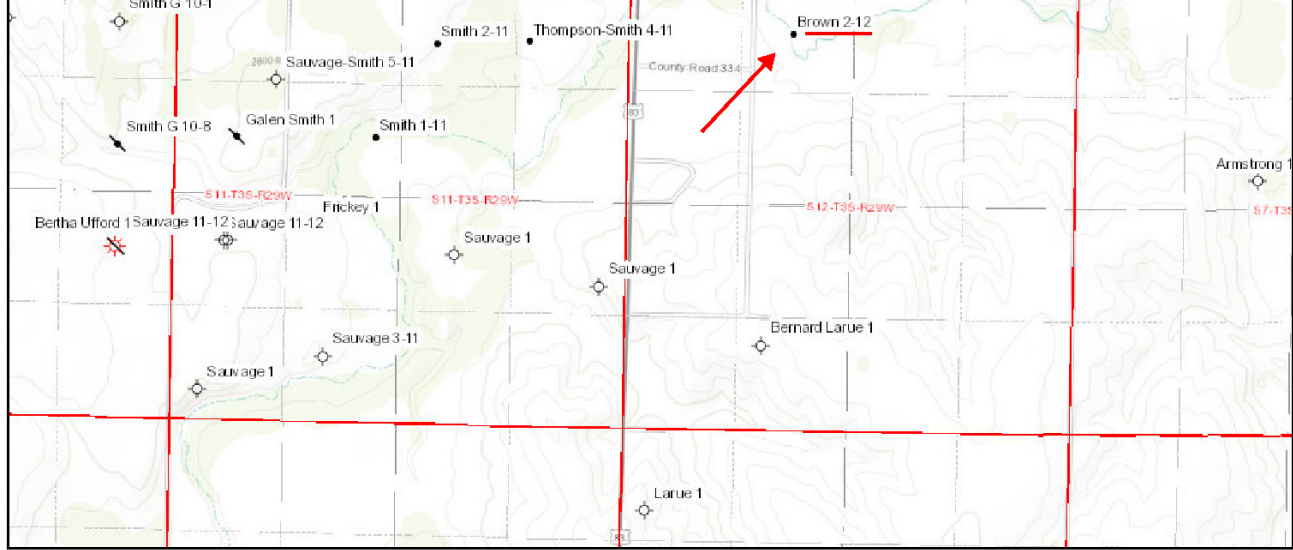 Smith G 10-1
Smith 2-11
Thompson-Smith 4-11
Brown 2-12
Sauvage-Smith 5-11
County Road 334
83
Smith G 10-8
Galen Smith 1
Smith 1-11
Armstrong 1
S11-T3S-R29W
Frickey 1
S11-T3S-R29W
S12-T3S-R29W
S7-T3S
Bertha Ufford 1
Sauvage 11-12
Sauvage 11-12
Sauvage 1
Sauvage 1
Bernard Larue 1
Sauvage 3-11
Sauvage 1
Larue 1
83